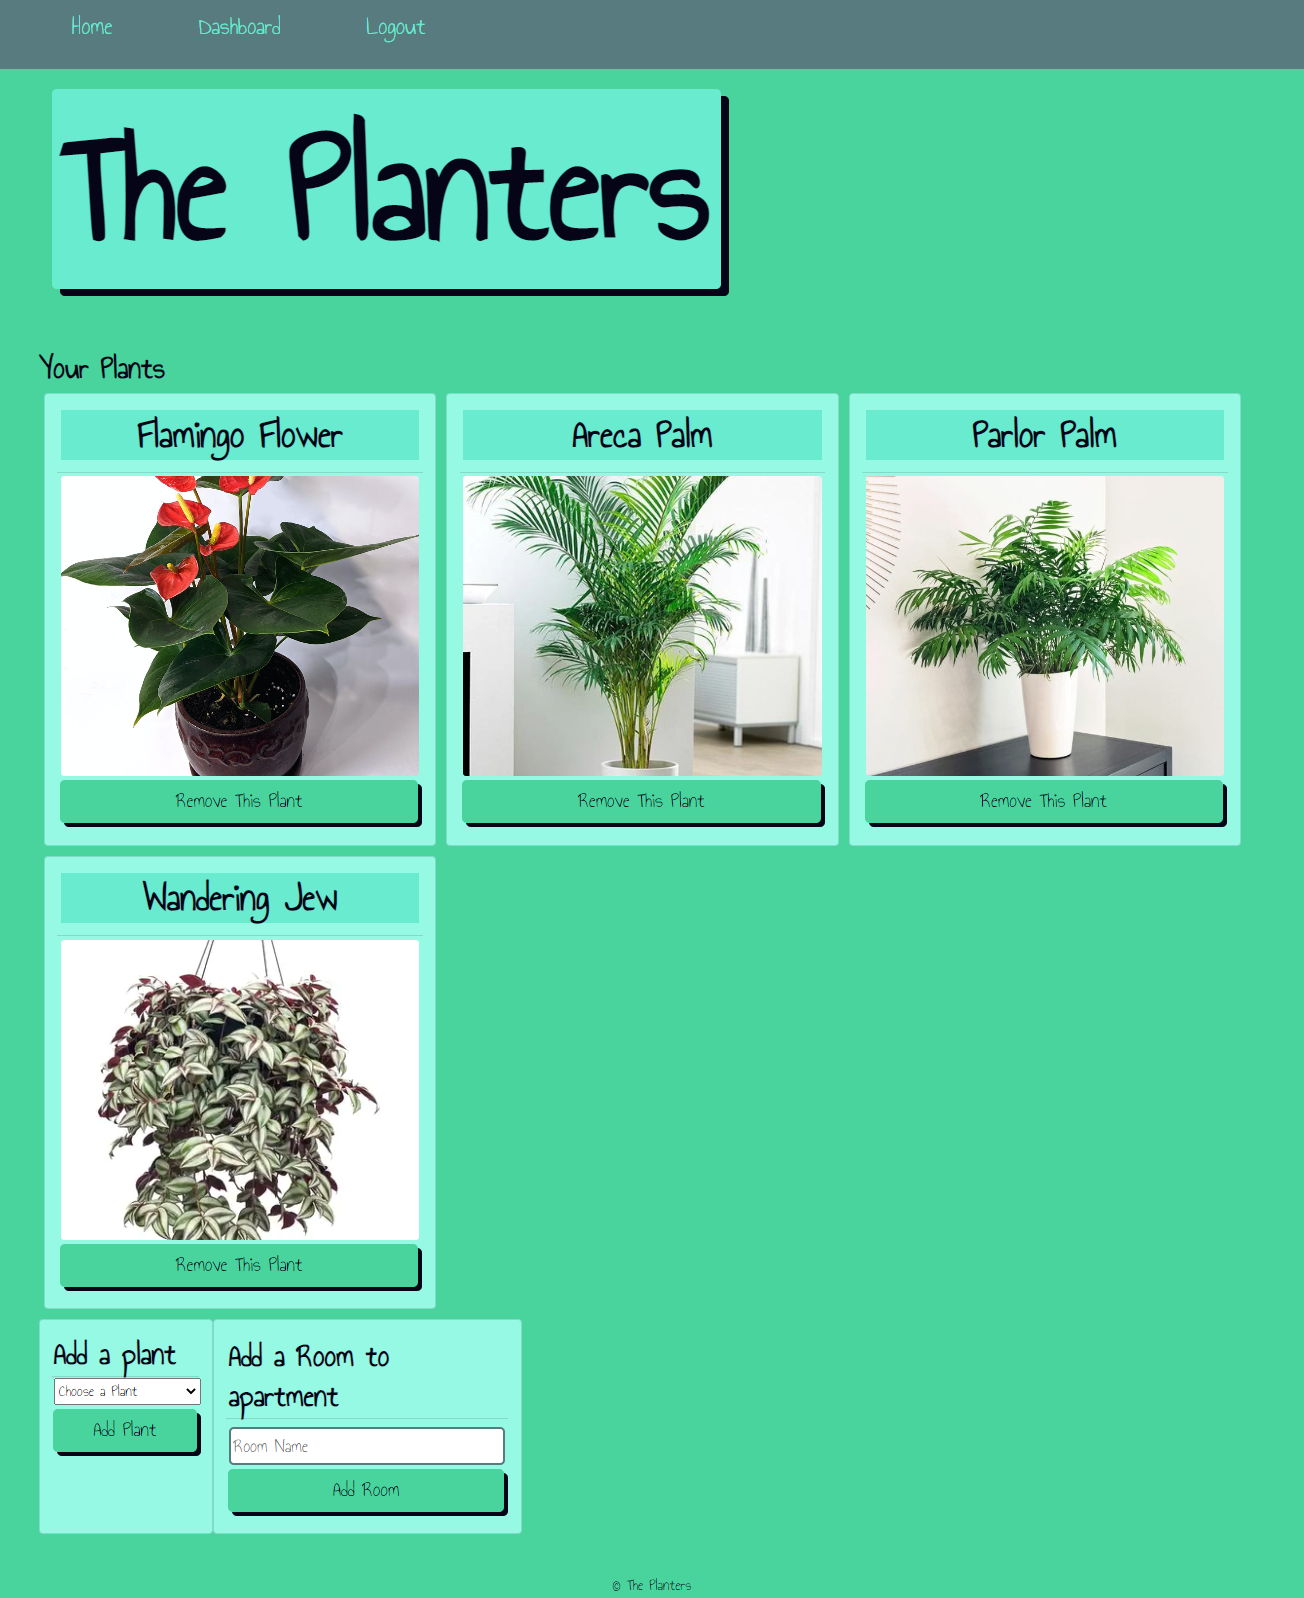 Home Dashboard Logout
The Planters
Your Plants
Flamingo Flower Areca Palm Parlor Palm
Remove This Plant Remove This Plant Remove This Plant
Wandering Jew
Remove This Plant
Add a plant
Choose a Plant
Add Plant
Add a Room to
apartment
Room Name
Add Room
© The Planters